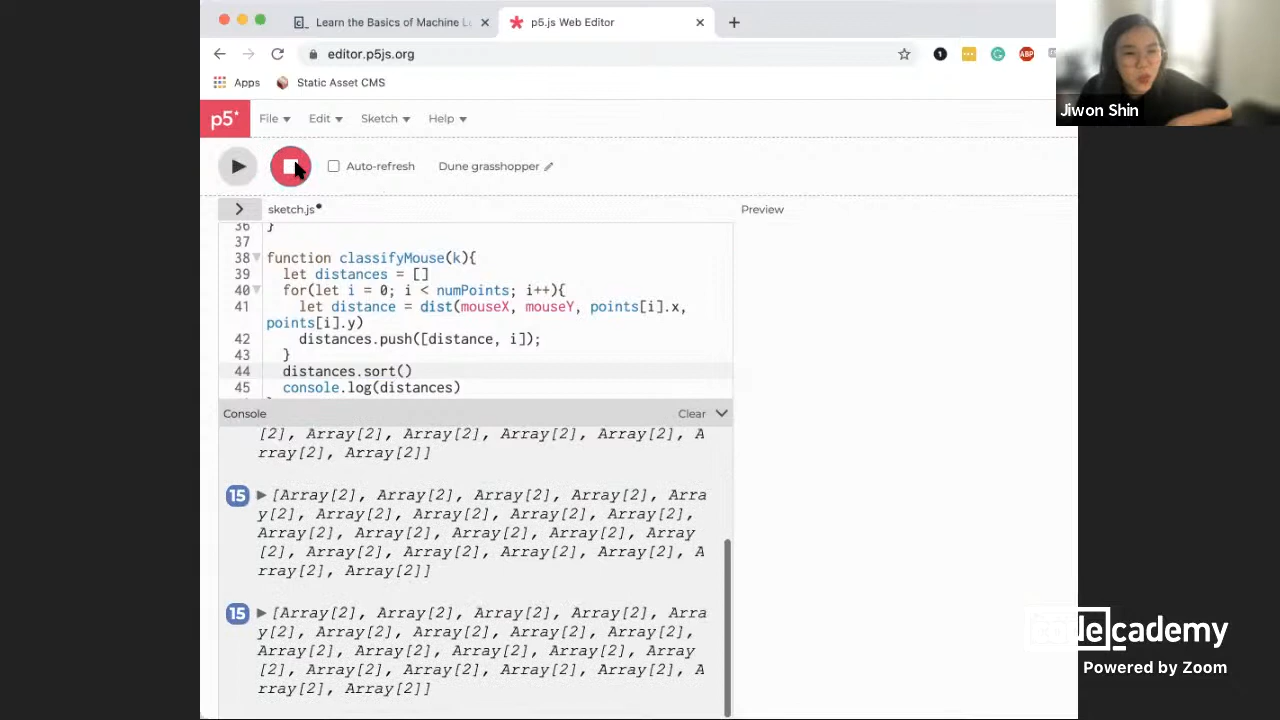 Learn the Basics of Machine Le
p5.js Web Editor
editor.p5js.org
ABP
Apps
Static Asset CMS
Jiwon Shin
p5*
File
Edit
Sketch
Help
Auto-refresh
Dune grasshopper
sketch.js
Preview
36 }
37
38 function classifyMouse(k){
39 let distances = []
40 for(let i = 0; i < numPoints; i++){
41 let distance = dist(mouseX, mouseY, points[i].x,
points[i].y)
42 distances.push([distance, i]);
43 }
44 distances.sort()
45 console.log(distances)
Console
Clear
[2], Array[2], Array[2], Array[2], Array[2], A
rray[2], Array[2]]
15 [Array[2], Array[2], Array[2], Array[2], Arra
y[2], Array[2], Array[2], Array[2], Array[2],
Array[2], Array[2], Array[2], Array[2], Array
[2], Array[2], Array[2], Array[2], Array[2], A
rray[2], Array[2]]
15 [Array[2], Array[2], Array[2], Array[2], Arra
y[2], Array[2], Array[2], Array[2], Array[2],
Array[2], Array[2], Array[2], Array[2], Array
[2], Array[2], Array[2], Array[2], Array[2], A
rray[2], Array[2]]
codecademy
Powered by Zoom